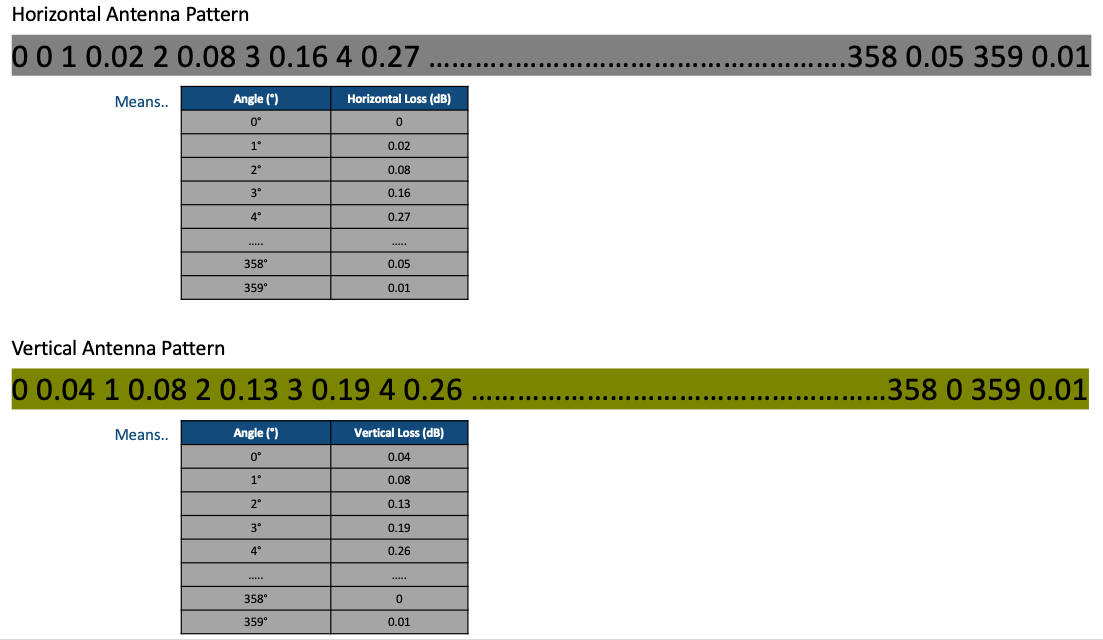 Horizontal Antenna Pattern
0 0 1 0.02 2 0.08 3 0.16 4 0.27 ……………………………………………….358 0.05 359 0.01
Means..
Angle (°) Horizontal Loss (dB)
0° 0
1° 0.02
2° 0.08
3° 0.16
4° 0.27
..... .....
358° 0.05
359° 0.01
Vertical Antenna Pattern
0 0.04 1 0.08 2 0.13 3 0.19 4 0.26 ………………………………………………358 0 359 0.01
Means..
Angle (°) Vertical Loss (dB)
0° 0.04
1° 0.08
2° 0.13
3° 0.19
4° 0.26
..... .....
358° 0
359° 0.01